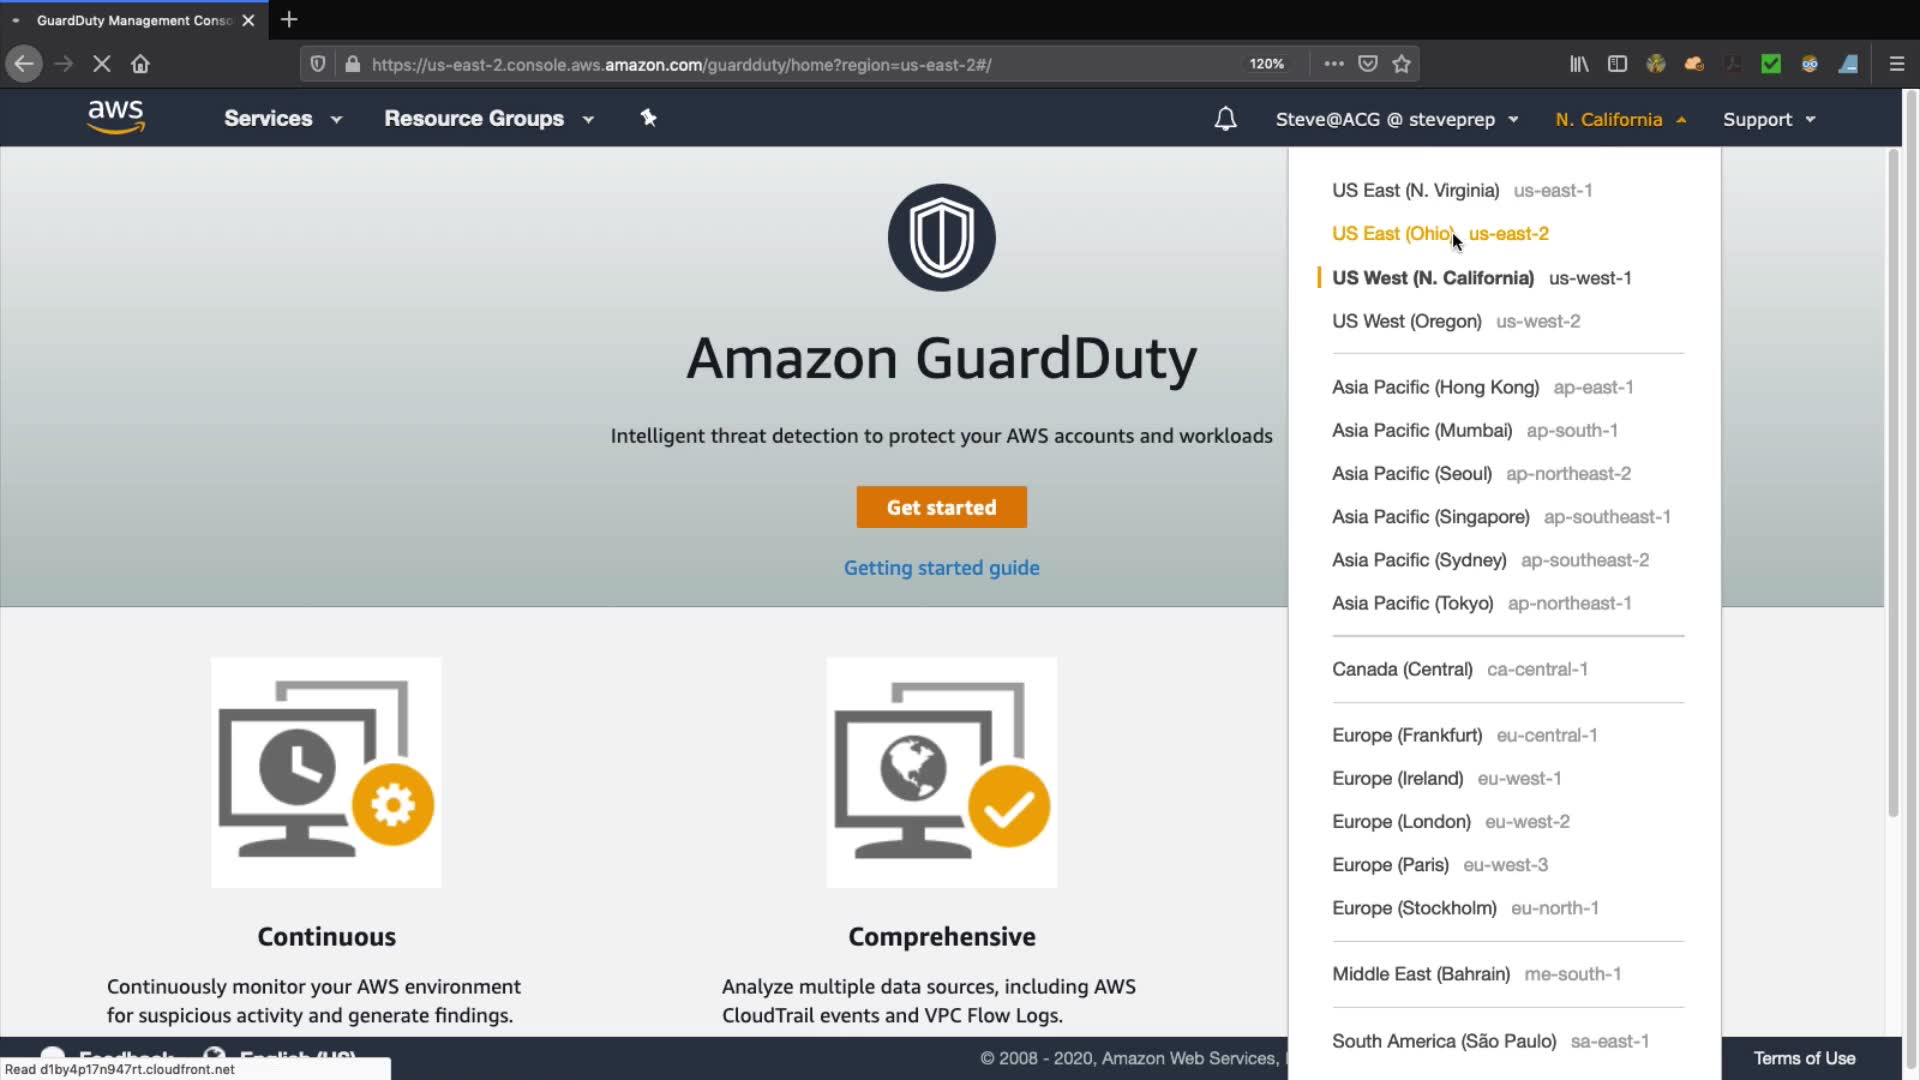 GuardDuty Management Conso
https://us-east-2.console.aws.amazon.com/guardduty/home?region=us-east-2#/
120%
aws
Services
Resource Groups
Steve@ACG @ steveprep
N. California
Support
US East (N. Virginia) us-east-1
US East (Ohio) us-east-2
US West (N. California) us-west-1
US West (Oregon) us-west-2
Asia Pacific (Hong Kong) ap-east-1
Asia Pacific (Mumbai) ap-south-1
Asia Pacific (Seoul) ap-northeast-2
Asia Pacific (Singapore) ap-southeast-1
Asia Pacific (Sydney) ap-southeast-2
Asia Pacific (Tokyo) ap-northeast-1
Canada (Central) ca-central-1
Europe (Frankfurt) eu-central-1
Europe (Ireland) eu-west-1
Europe (London) eu-west-2
Europe (Paris) eu-west-3
Europe (Stockholm) eu-north-1
Middle East (Bahrain) me-south-1
South America (São Paulo) sa-east-1
Amazon GuardDuty
Intelligent threat detection to protect your AWS accounts and workloads
Get started
Getting started guide
Continuous
Continuously monitor your AWS environment
for suspicious activity and generate findings.
Comprehensive
Analyze multiple data sources, including AWS
CloudTrail events and VPC Flow Logs.
Feedback
English (US)
© 2008 - 2020, Amazon Web Services,
Terms of Use
Read d1by4p17n947rt.cloudfront.net